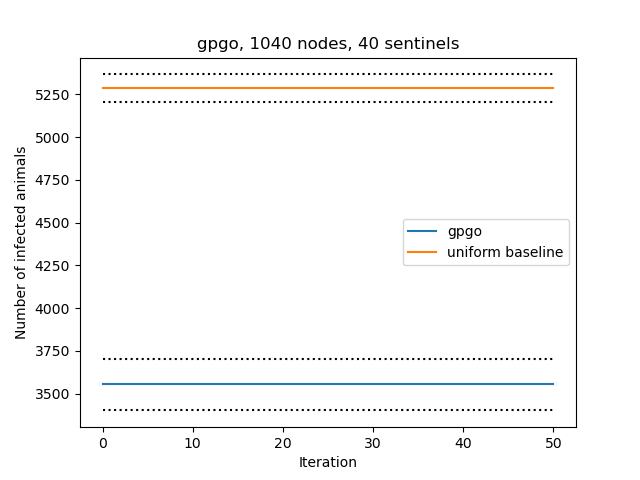 gpgo, 1040 nodes, 40 sentinels
Number of infected animals
5250
5000
4750
4500
4250
4000
3750
3500
gpgo
uniform baseline
0 10 20 30 40 50
Iteration